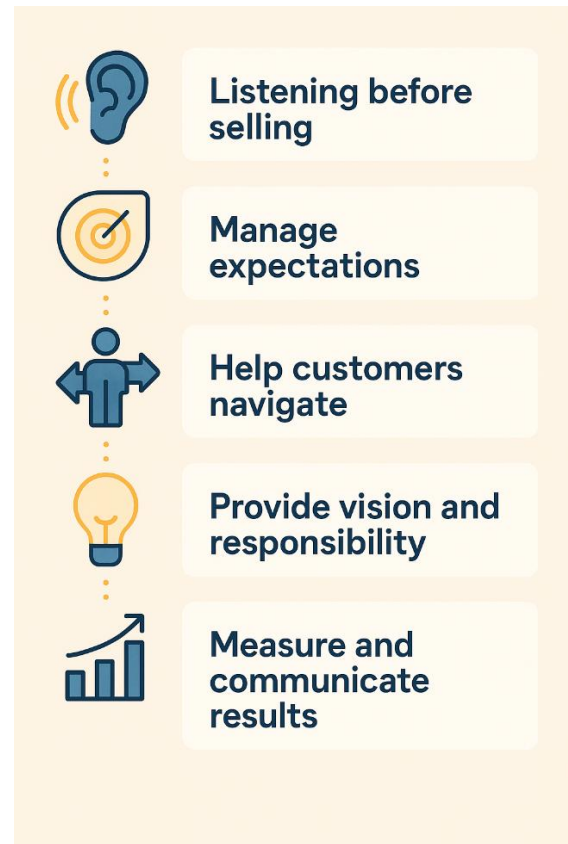 Listening before
selling
Manage
expectations
Help customers
navigate
Provide vision and
responsibility
Measure and
communicate
results